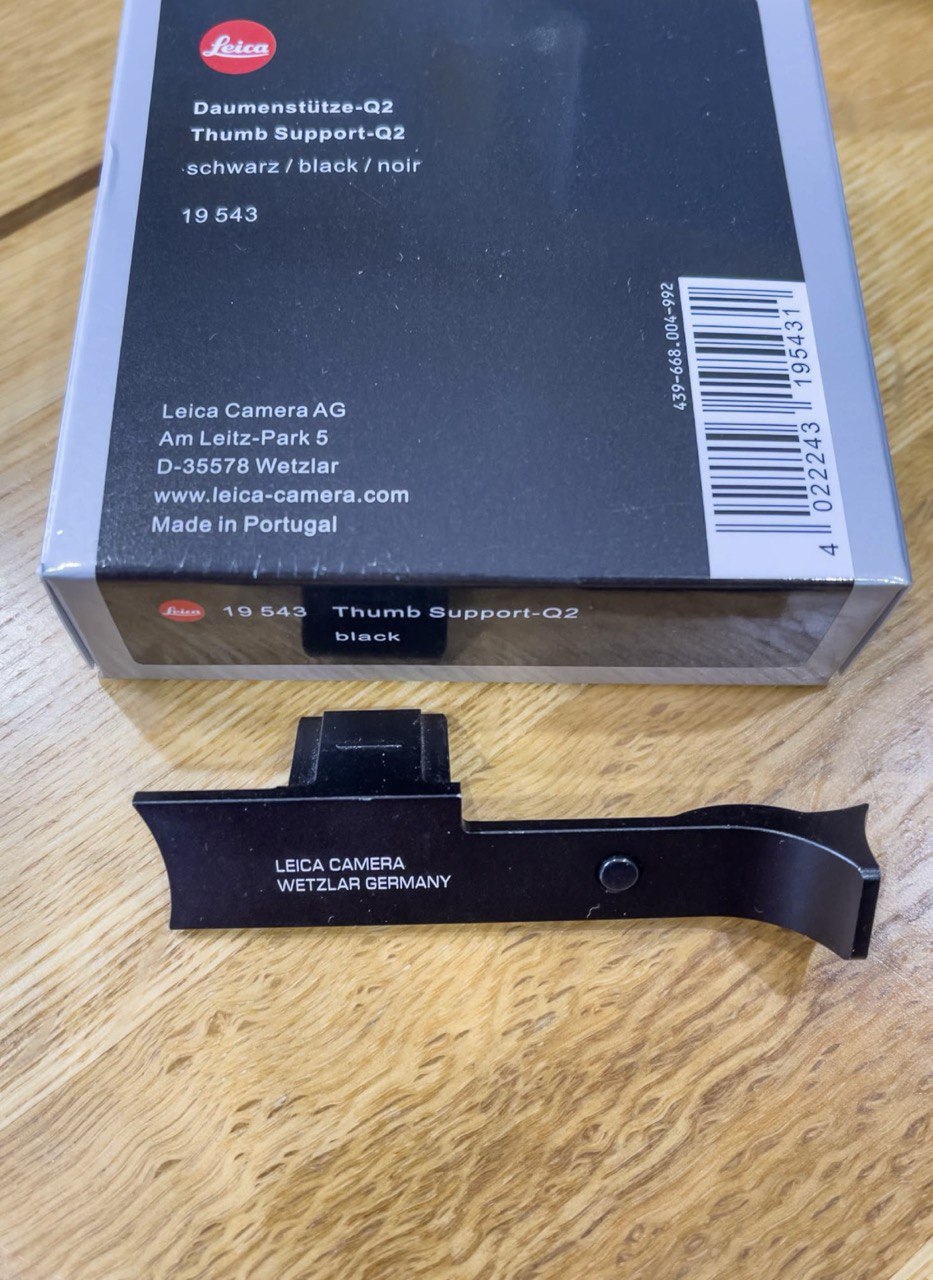 Leica
Daumenstütze-Q2
Thumb Support-Q2
schwarz / black / noir
19 543
439-668.004-992
4 022243 195431
Leica Camera AG
Am Leitz-Park 5
D-35578 Wetzlar
www.leica-camera.com
Made in Portugal
Leica 19 543 Thumb Support-Q2
black
LEICA CAMERA
WETZLAR GERMANY